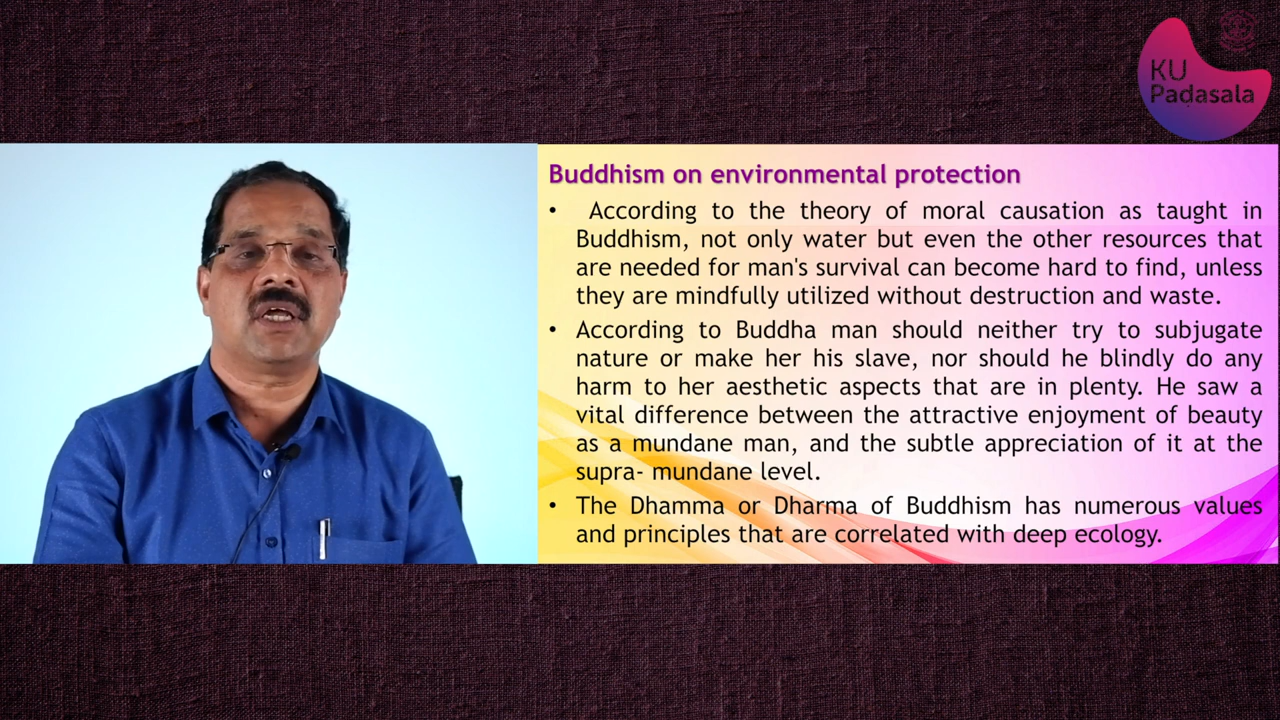 KU
Padasala
Buddhism on environmental protection
• According to the theory of moral causation as taught in
Buddhism, not only water but even the other resources that
are needed for man's survival can become hard to find, unless
they are mindfully utilized without destruction and waste.
• According to Buddha man should neither try to subjugate
nature or make her his slave, nor should he blindly do any
harm to her aesthetic aspects that are in plenty. He saw a
vital difference between the attractive enjoyment of beauty
as a mundane man, and the subtle appreciation of it at the
supra- mundane level.
• The Dhamma or Dharma of Buddhism has numerous values
and principles that are correlated with deep ecology.